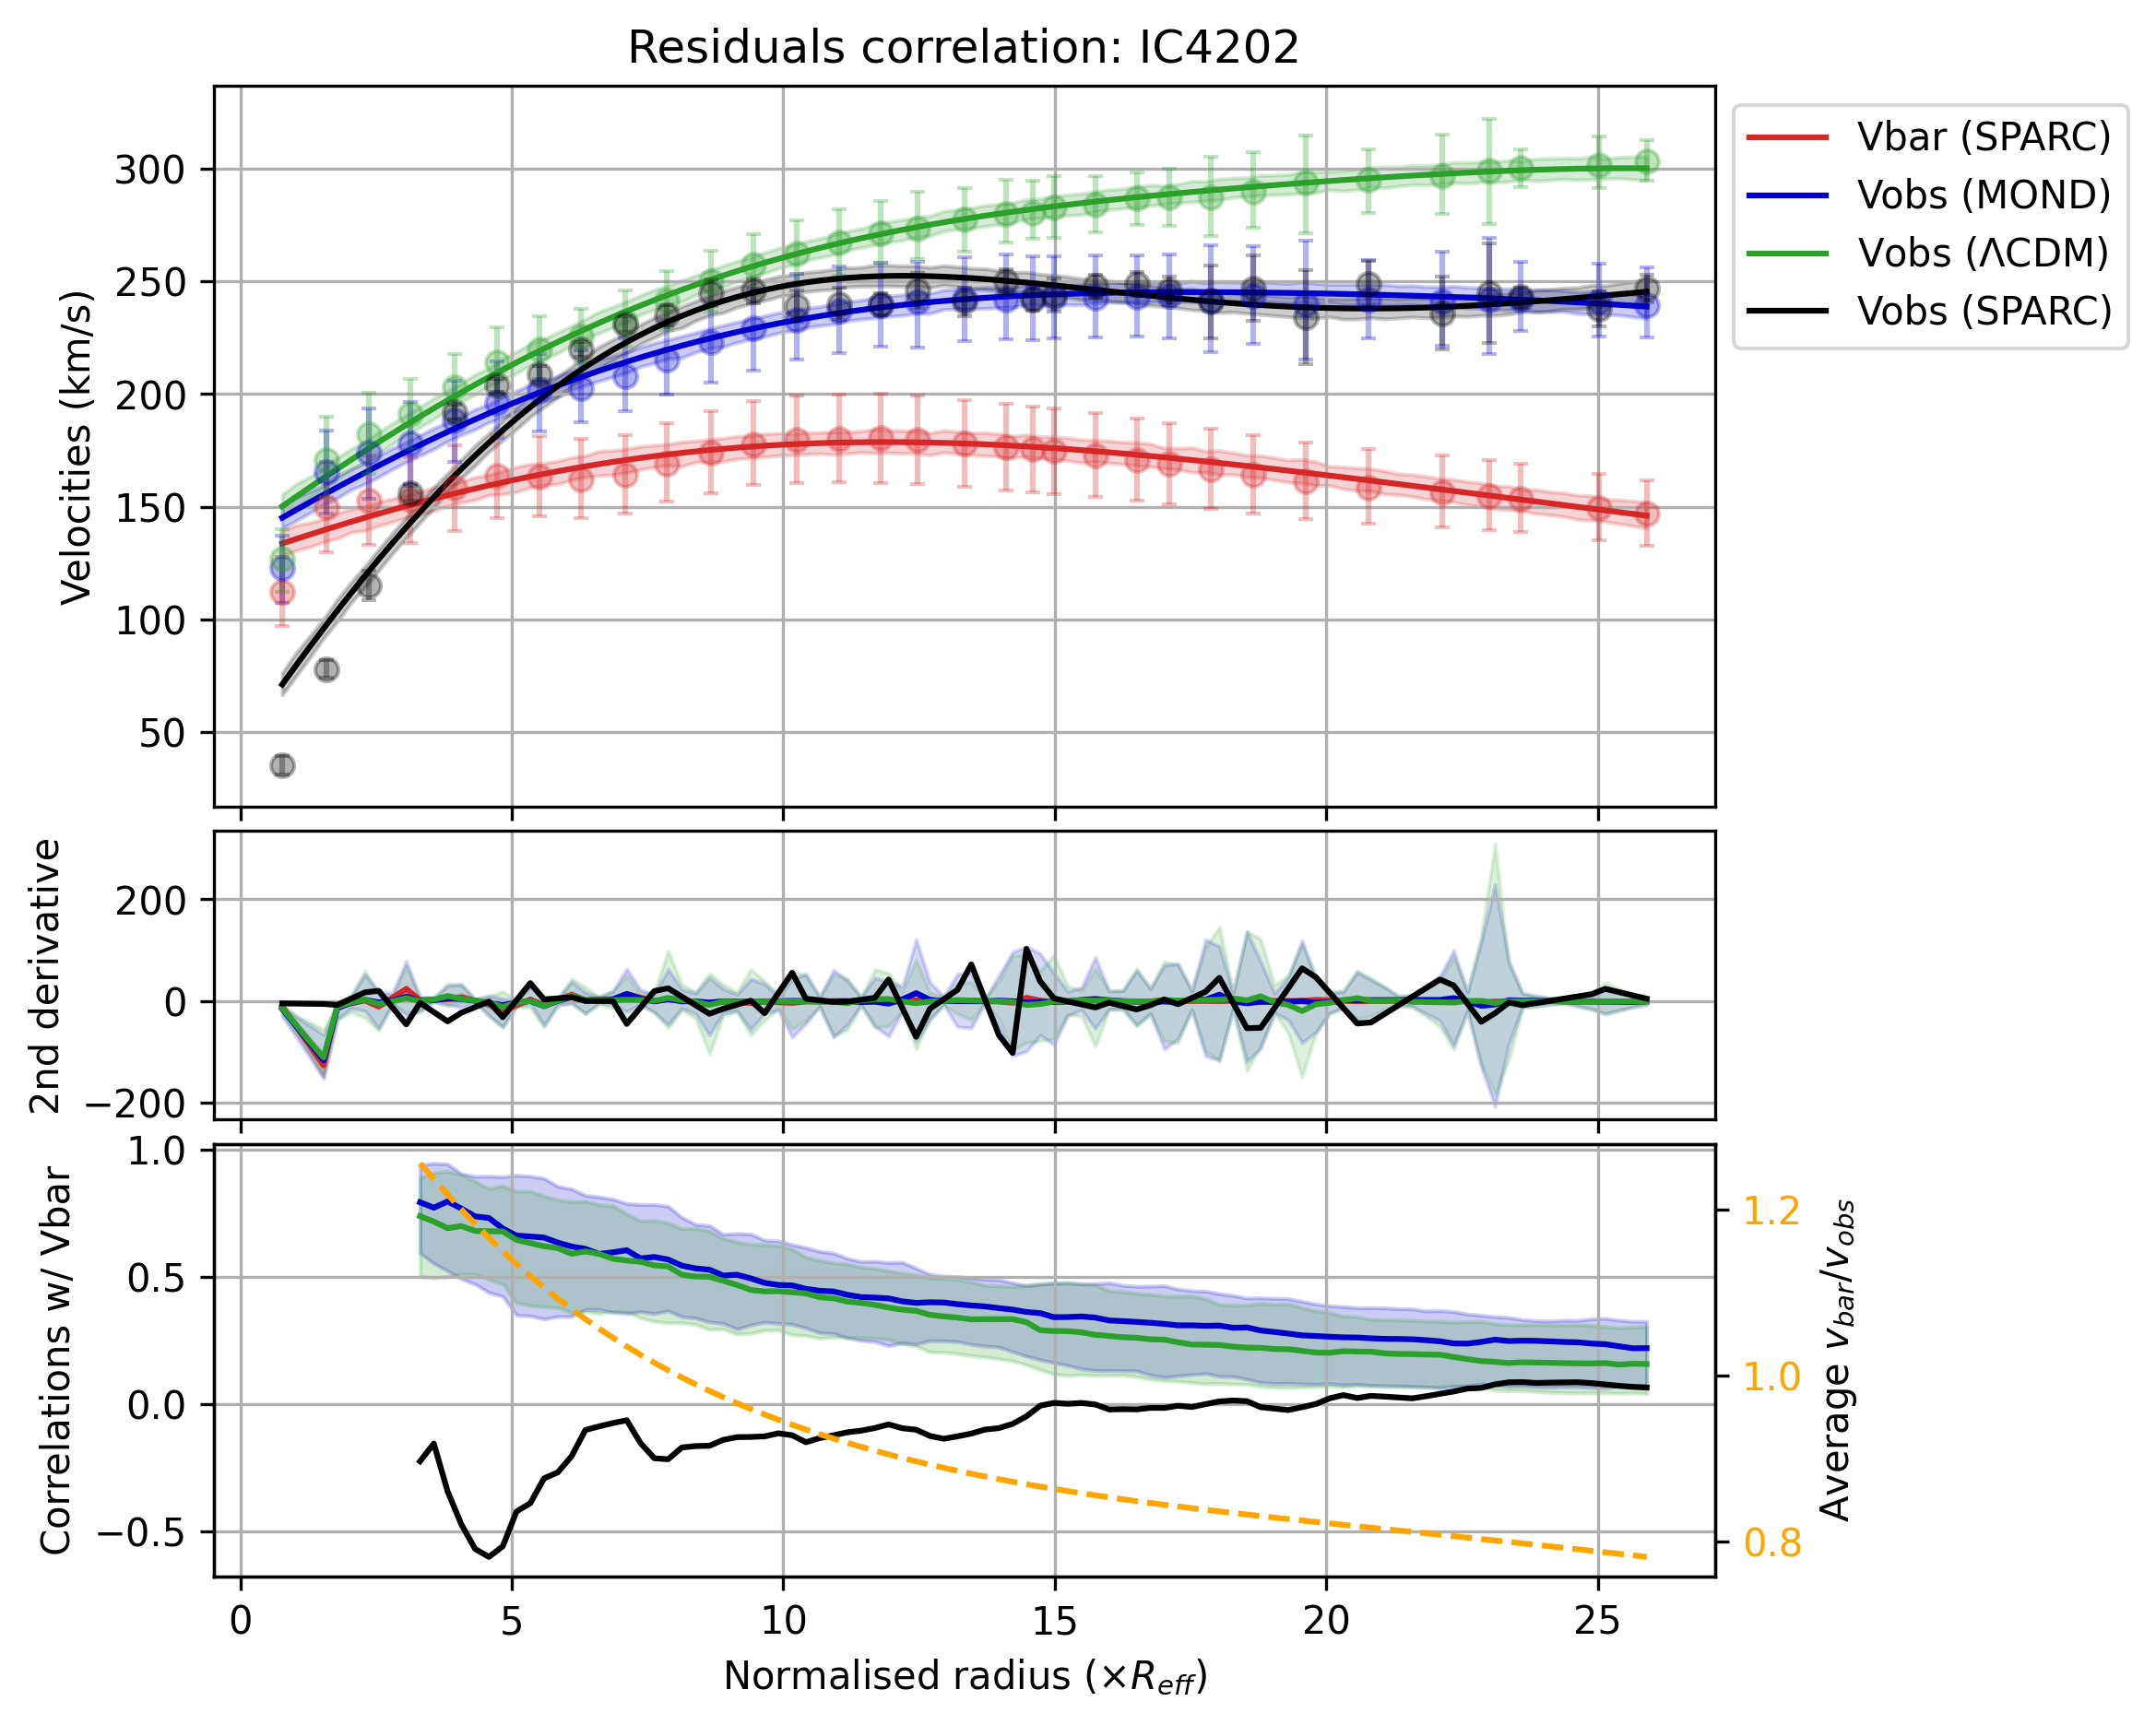 Residuals correlation: IC4202
Velocities (km/s)
300
250
200
150
100
50
Vbar (SPARC)
Vobs (MOND)
Vobs (ΛCDM)
Vobs (SPARC)
2nd derivative
200
0
−200
Correlations w/ Vbar
1.0
0.5
0.0
−0.5
1.2
1.0
0.8
Average v_bar/v_obs
0 5 10 15 20 25
Normalised radius (×R_eff)